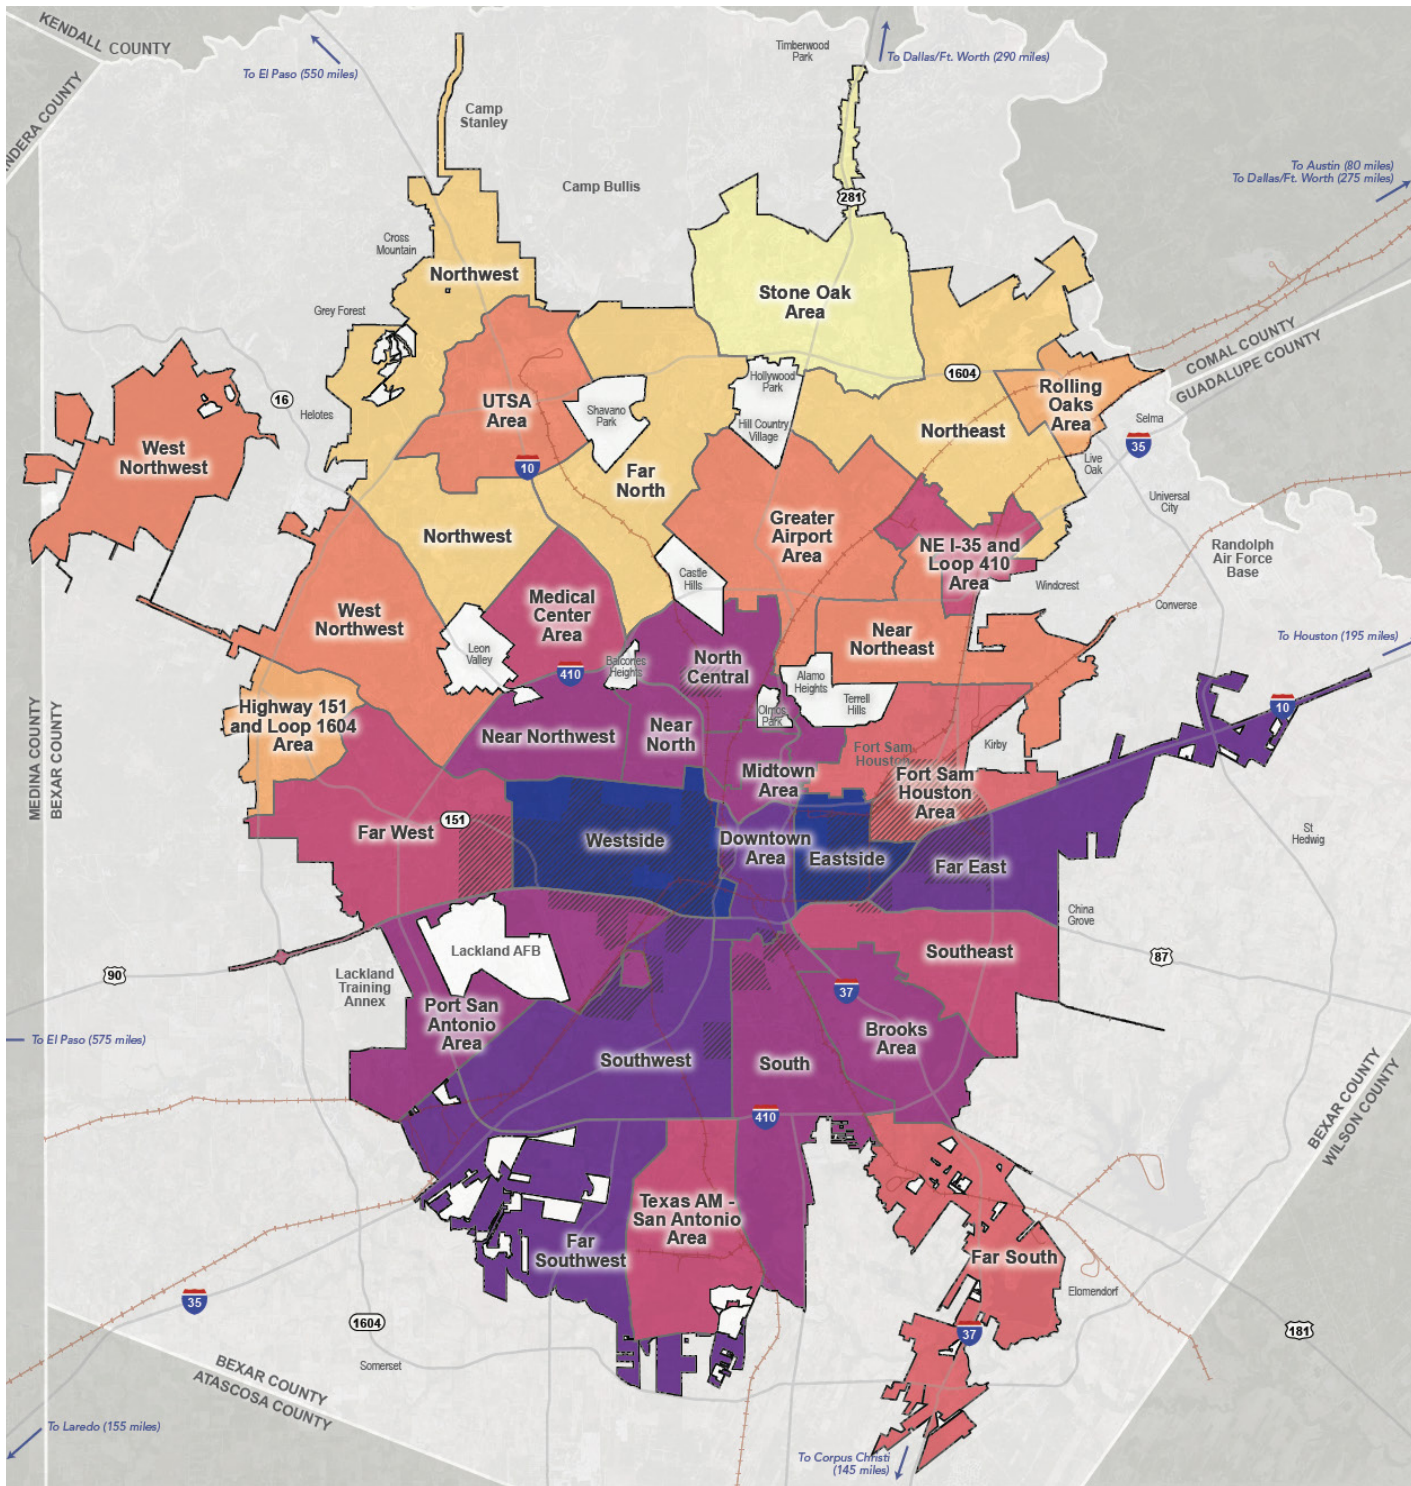 KENDALL COUNTY
NDERA COUNTY
To El Paso (550 miles)
Timberwood
Park
To Dallas/Ft. Worth (290 miles)
Camp
Stanley
Camp Bullis
To Austin (80 miles)
To Dallas/Ft. Worth (275 miles)
281
Cross
Mountain
Northwest
Stone Oak
Area
Grey Forest
COMAL COUNTY
GUADALUPE COUNTY
16
Helotes
UTSA
Area
Shavano
Park
Hollywood
Park
Hill Country
Village
1604
Rolling
Oaks
Area
Selma
35
Northeast
Live
Oak
West
Northwest
10
Far
North
Universal
City
Northwest
Greater
Airport
Area
NE I-35 and
Loop 410
Area
Randolph
Air Force
Base
Windcrest
Castle
Hills
Converse
Medical
Center
Area
West
Northwest
Leon
Valley
410
Balcones
Heights
North
Central
Near
Northeast
To Houston (195 miles)
Alamo
Heights
Terrell
Hills
Olmos
Park
10
MEDINA COUNTY
BEXAR COUNTY
Highway 151
and Loop 1604
Area
Near Northwest
Near
North
Fort Sam
Houston
Kirby
Midtown
Area
Fort Sam
Houston
Area
Far West
151
Westside
Downtown
Area
Eastside
Far East
St
Hedwig
China
Grove
Lackland AFB
Southeast
87
90
Lackland
Training
Annex
37
Port San
Antonio
Area
Brooks
Area
To El Paso (575 miles)
Southwest
South
BEXAR COUNTY
WILSON COUNTY
410
Texas AM -
San Antonio
Area
Far
Southwest
Far South
Elomendorf
35
1604
37
181
Somerset
BEXAR COUNTY
ATASCOSA COUNTY
To Laredo (155 miles)
To Corpus Christi
(145 miles)